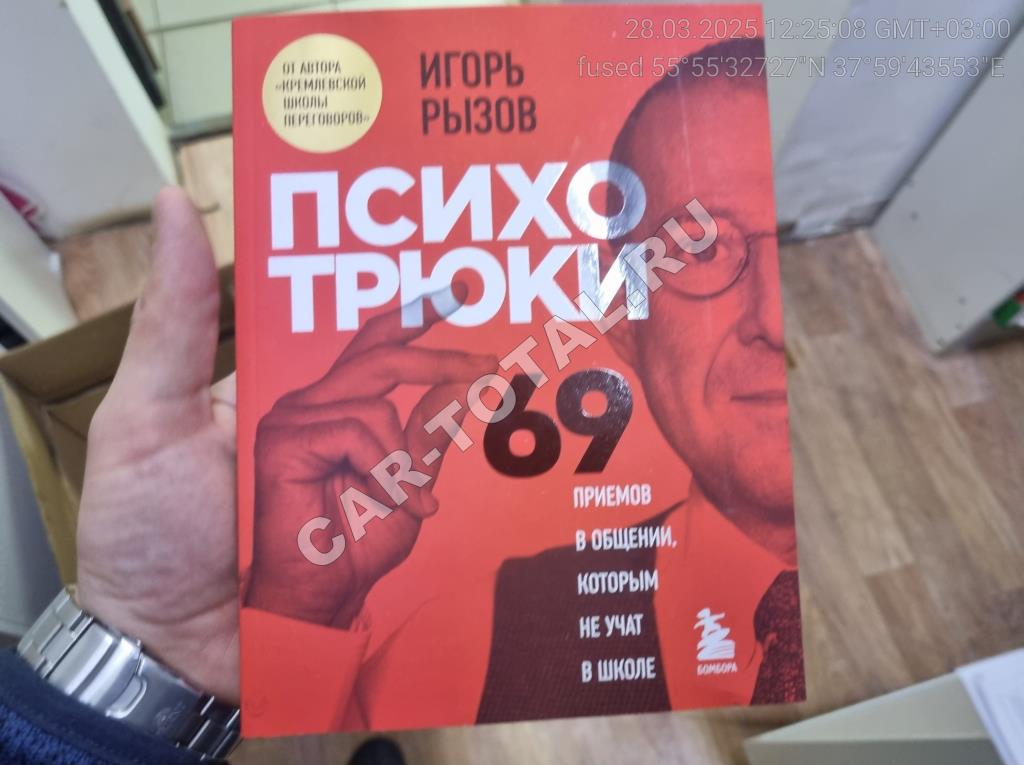 28.03.2025 12:25:08 GMT+03:00
fused 55°55'32727"N 37°59'43553"E
ОТ АВТОРА
«КРЕМЛЕВСКОЙ
ШКОЛЫ
ПЕРЕГОВОРОВ»
ИГОРЬ
РЫЗОВ
ПСИХО
ТРЮКИ
CAR-TOTAL.RU
69
ПРИЕМОВ
В ОБЩЕНИИ,
КОТОРЫМ
НЕ УЧАТ
В ШКОЛЕ
БОМБОРА